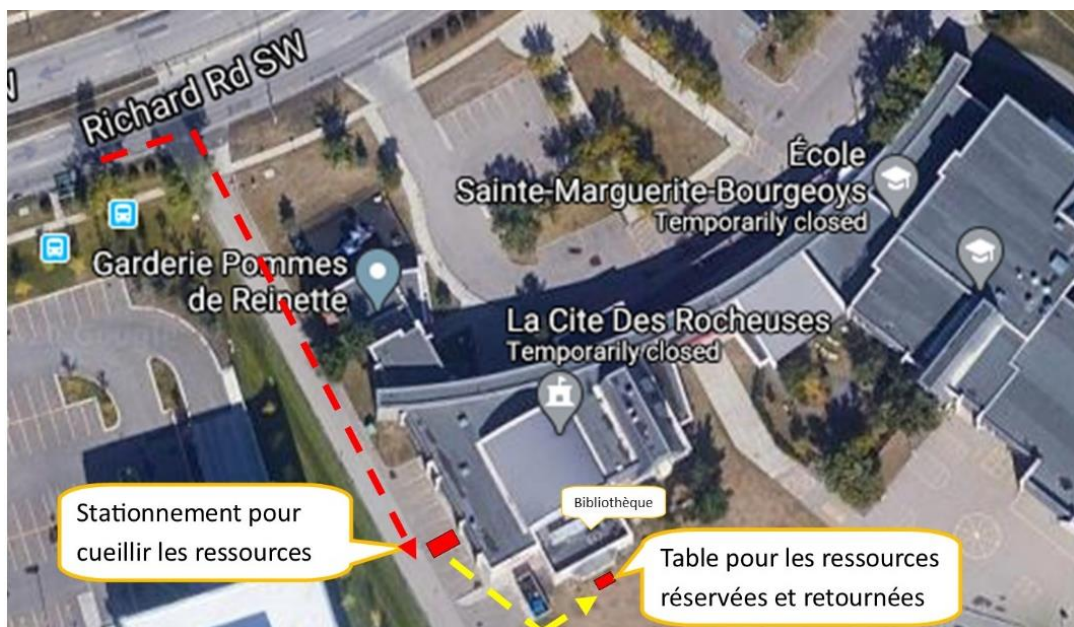 W
Richard Rd SW
École
Sainte-Marguerite-Bourgeoys
Temporarily closed
Garderie Pommes
de Reinette
La Cite Des Rocheuses
Temporarily closed
Bibliothèque
Stationnement pour
cueillir les ressources
Table pour les ressources
réservées et retournées